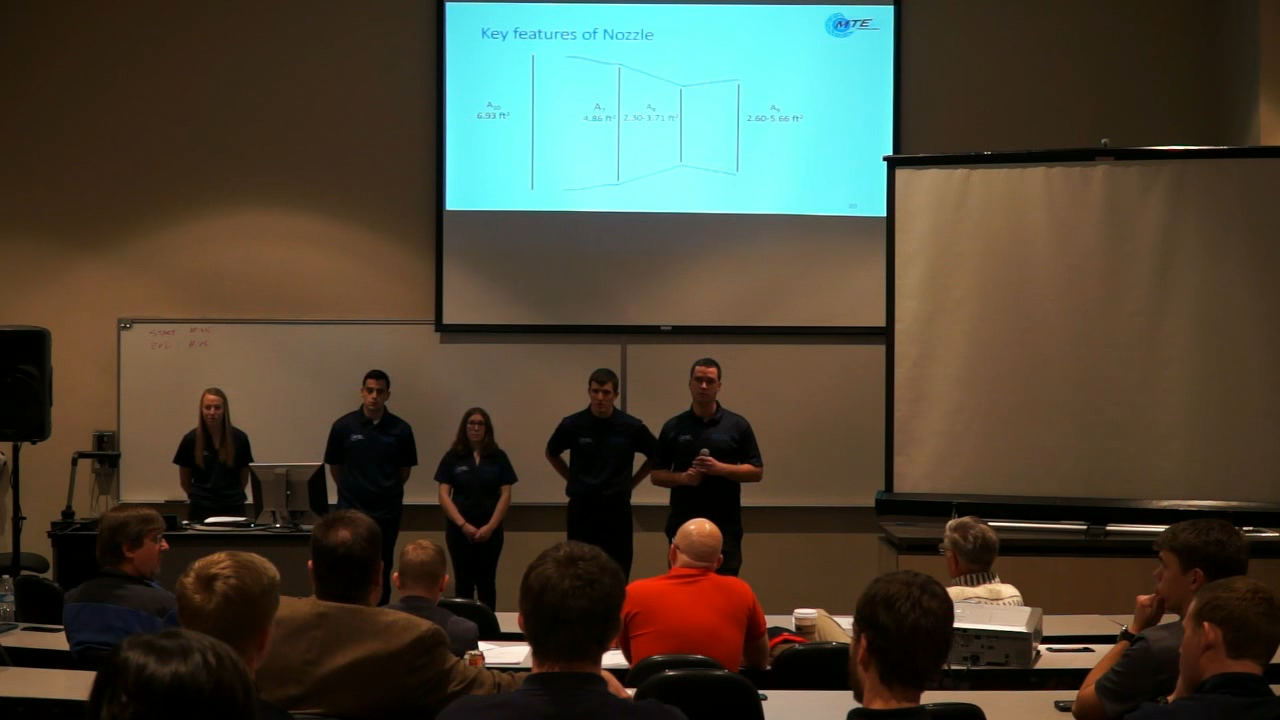 Key features of Nozzle
MTE
A₁₀
6.93 ft²
A₇
4.86 ft²
A₈
2.30-3.71 ft²
A₉
2.60-5.66 ft²